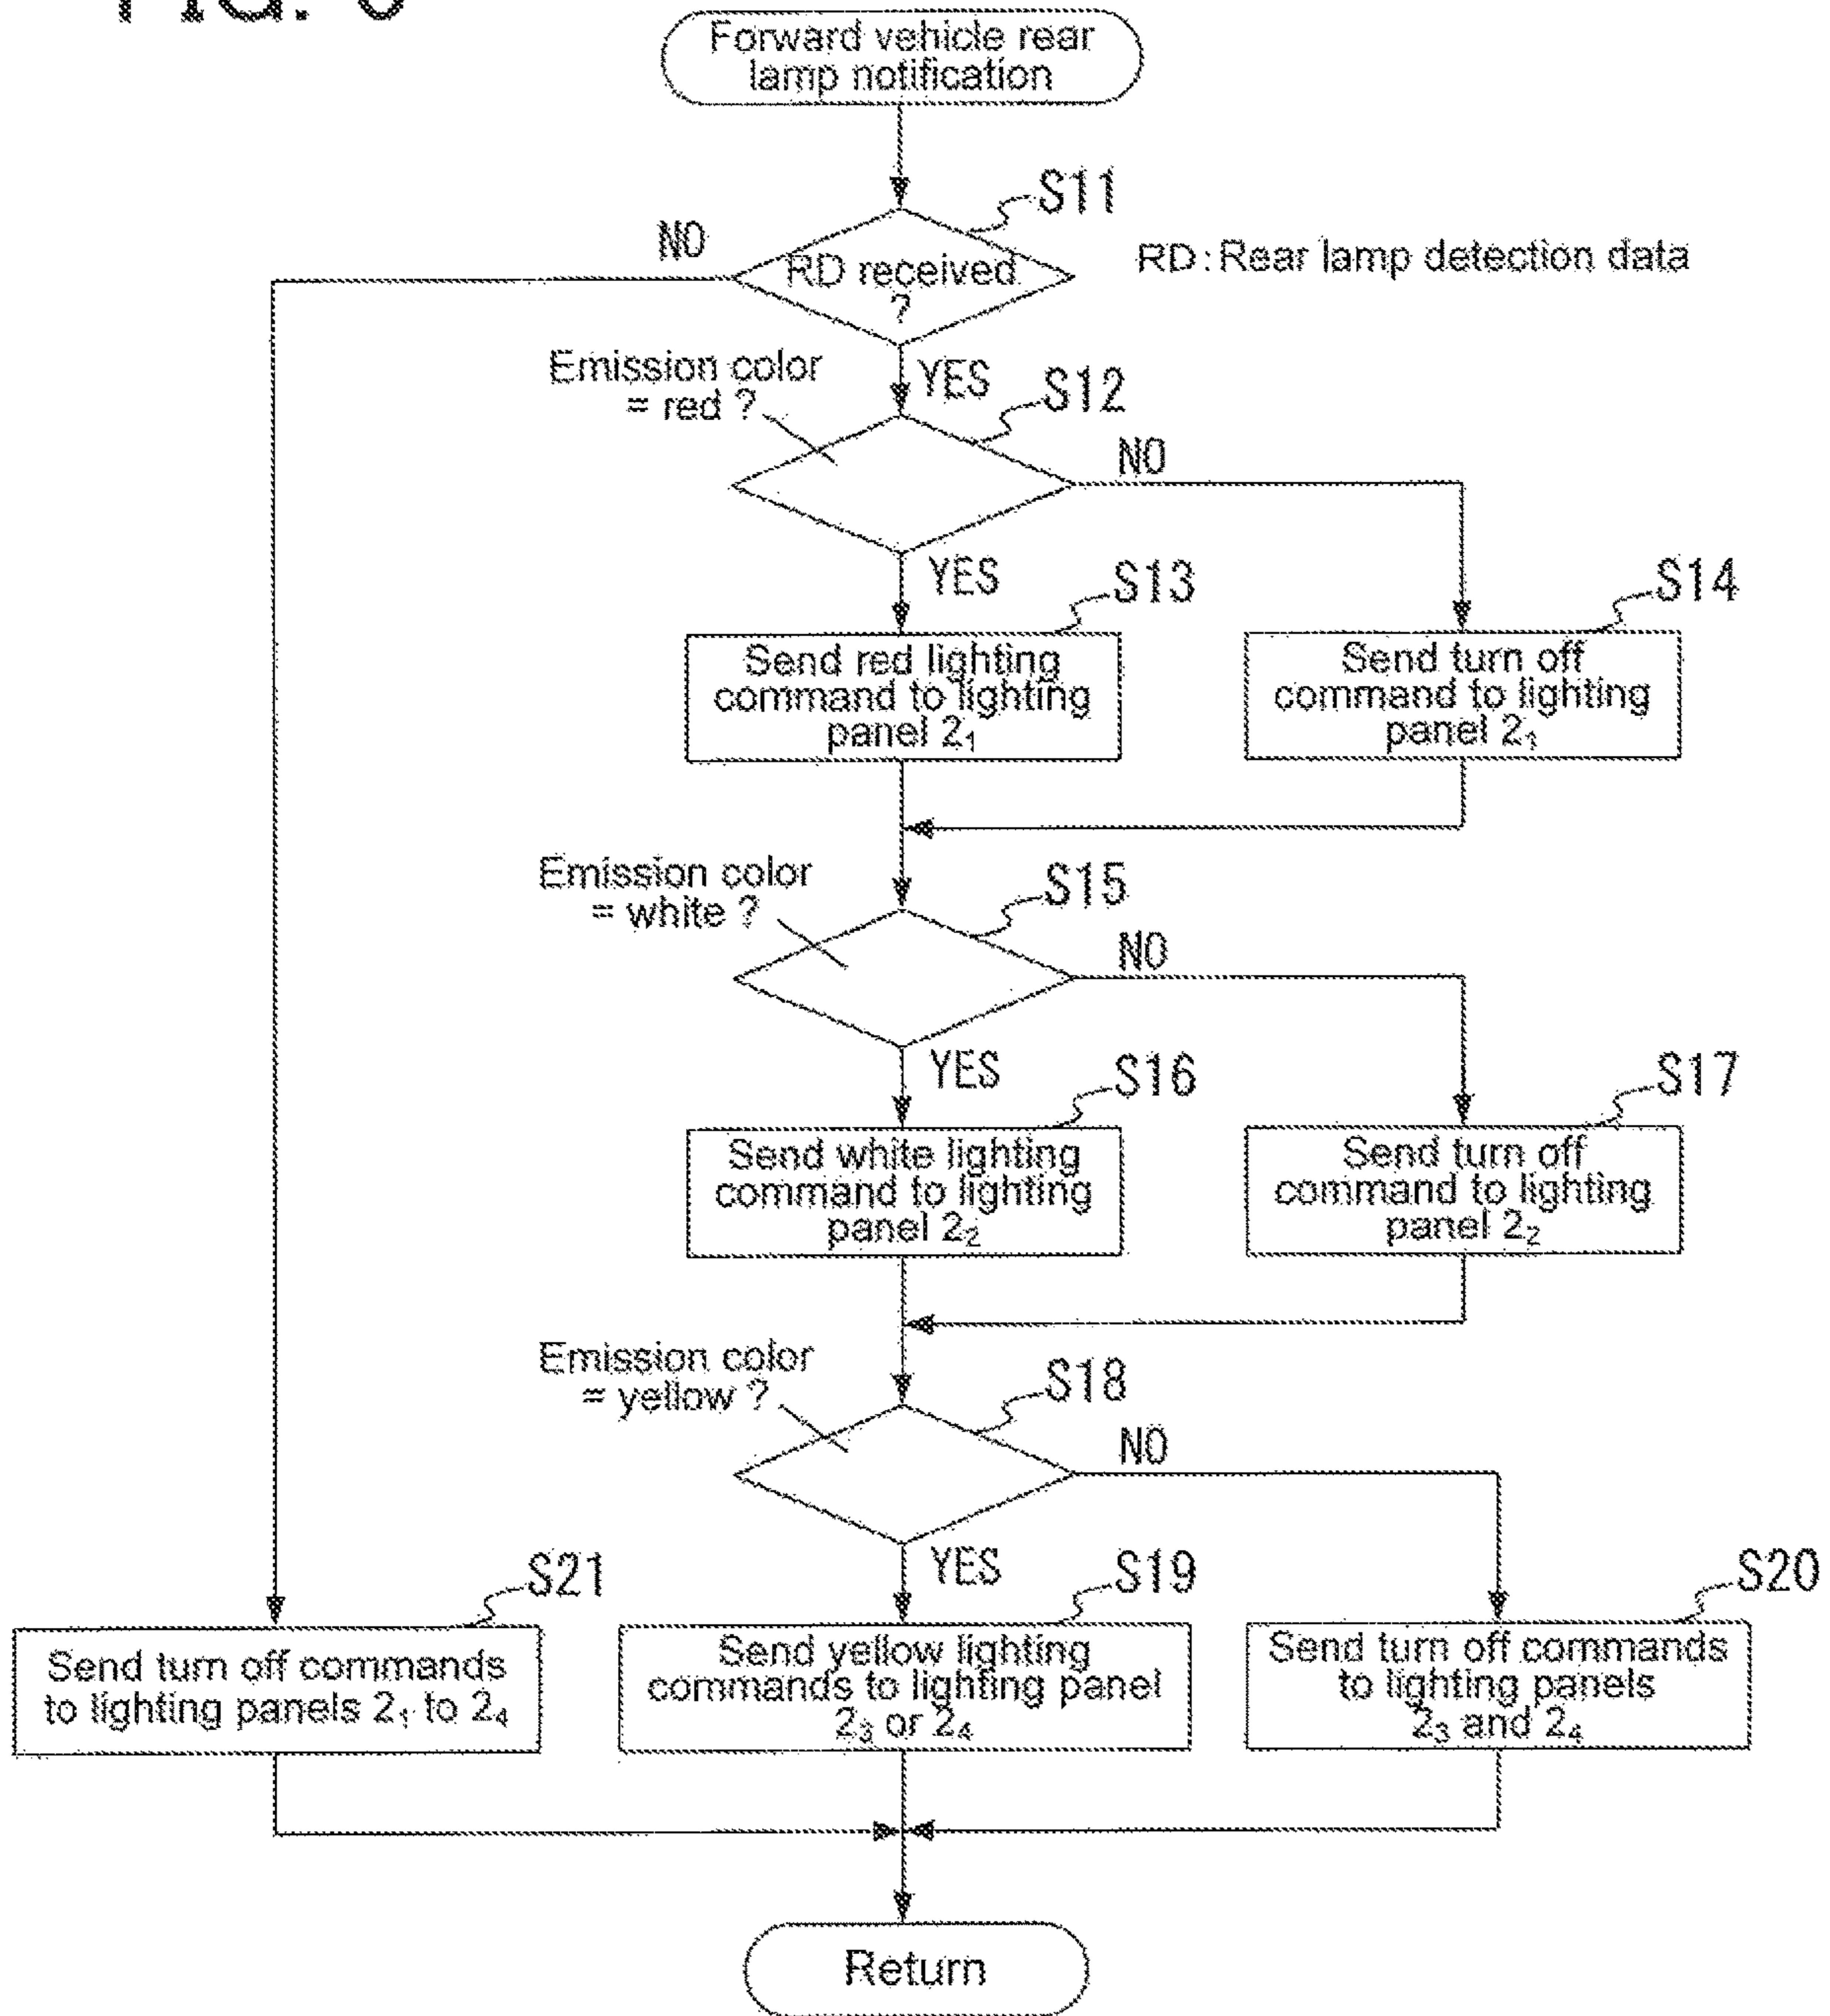 FIG.
Forward vehicle rear
lamp notification
S11
NO
RD received
?
RD:Rear lamp detection data
Emission color
= red ?
YES
S12
NO
YES
S13
S14
Send red lighting
command to lighting
panel 2₁
Send turn off
command to lighting
panel 2₁
Emission color
= white ?
S15
NO
YES
S16
S17
Send white lighting
command to lighting
panel 2₂
Send turn off
command to lighting
panel 2₂
Emission color
= yellow ?
S18
NO
YES
S21
S19
S20
Send turn off commands
to lighting panels 2₁ to 2₄
Send yellow lighting
commands to lighting panel
2₃ or 2₄
Send turn off commands
to lighting panels
2₃ and 2₄
Return